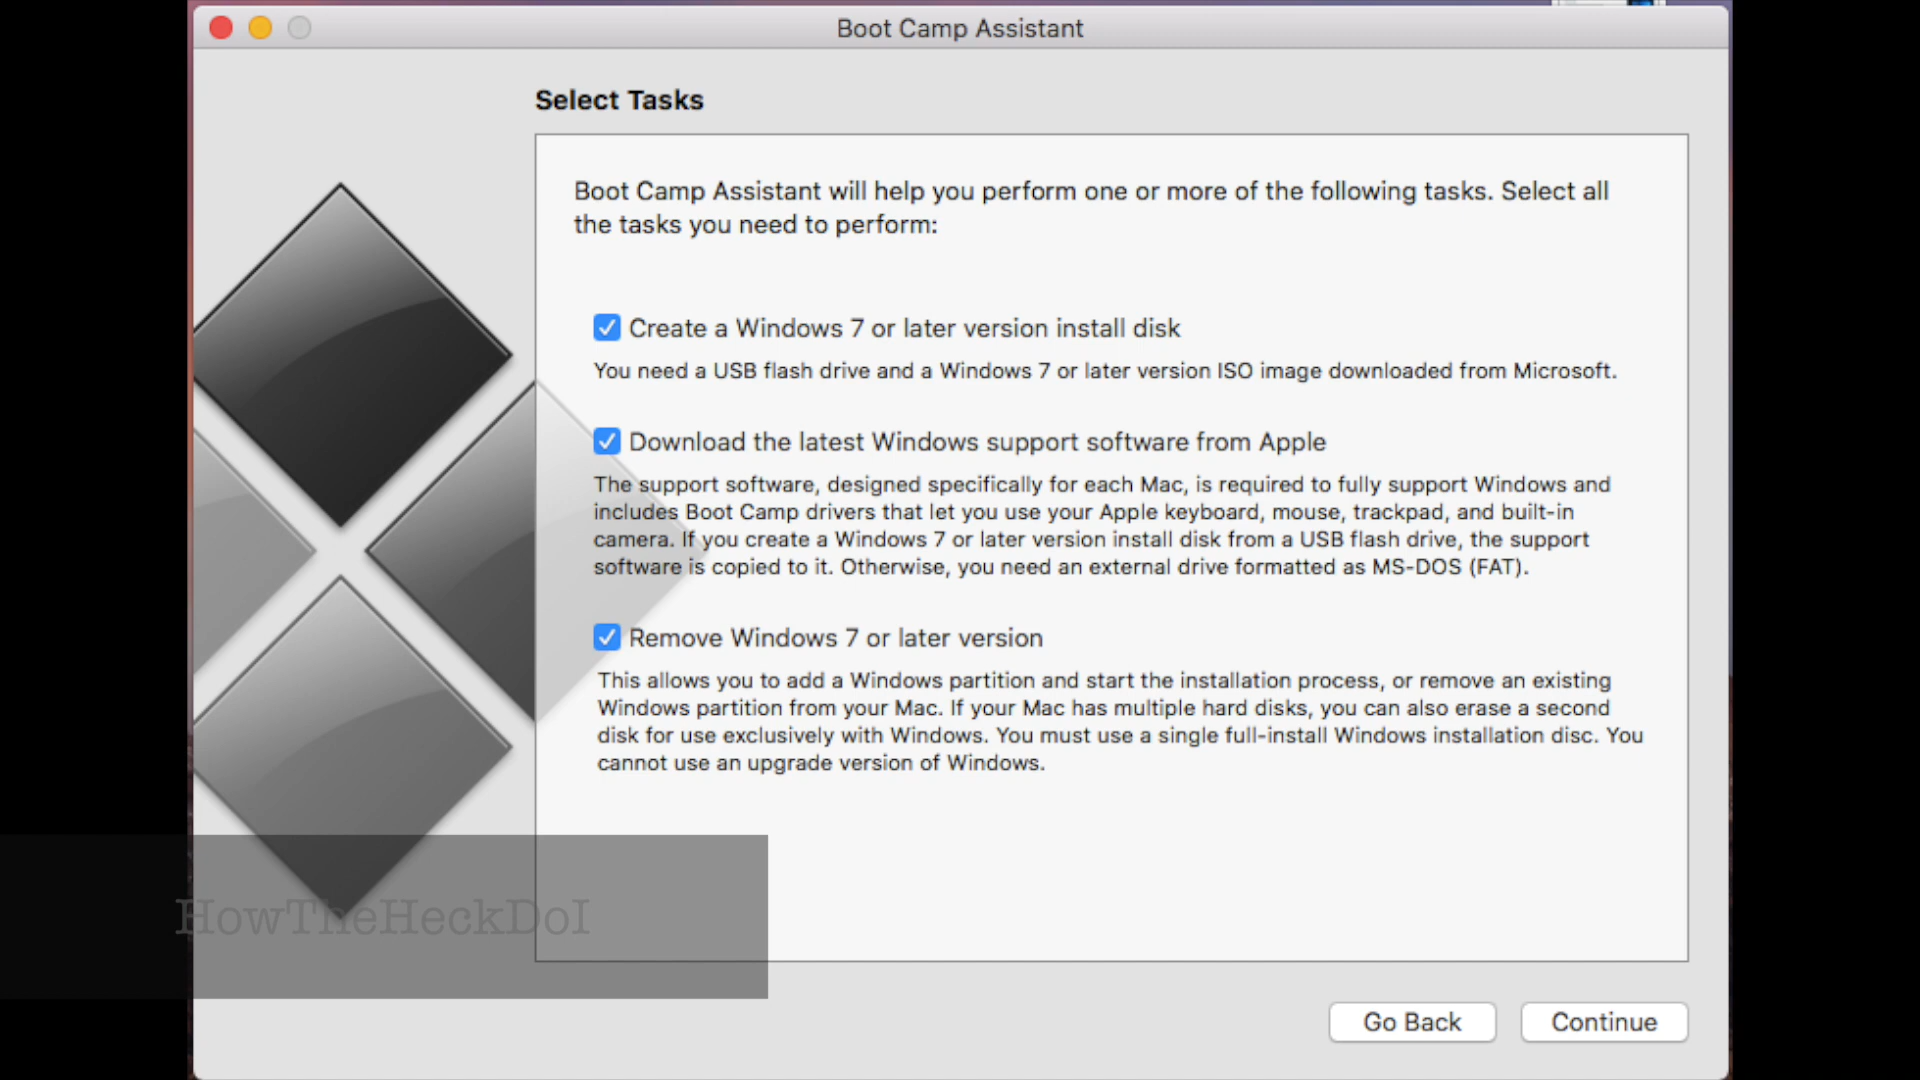 Boot Camp Assistant
Select Tasks
Boot Camp Assistant will help you perform one or more of the following tasks. Select all
the tasks you need to perform:
Create a Windows 7 or later version install disk
You need a USB flash drive and a Windows 7 or later version ISO image downloaded from Microsoft.
Download the latest Windows support software from Apple
The support software, designed specifically for each Mac, is required to fully support Windows and
includes Boot Camp drivers that let you use your Apple keyboard, mouse, trackpad, and built-in
camera. If you create a Windows 7 or later version install disk from a USB flash drive, the support
software is copied to it. Otherwise, you need an external drive formatted as MS-DOS (FAT).
Remove Windows 7 or later version
This allows you to add a Windows partition and start the installation process, or remove an existing
Windows partition from your Mac. If your Mac has multiple hard disks, you can also erase a second
disk for use exclusively with Windows. You must use a single full-install Windows installation disc. You
cannot use an upgrade version of Windows.
HowTheHeckDoI
Go Back
Continue